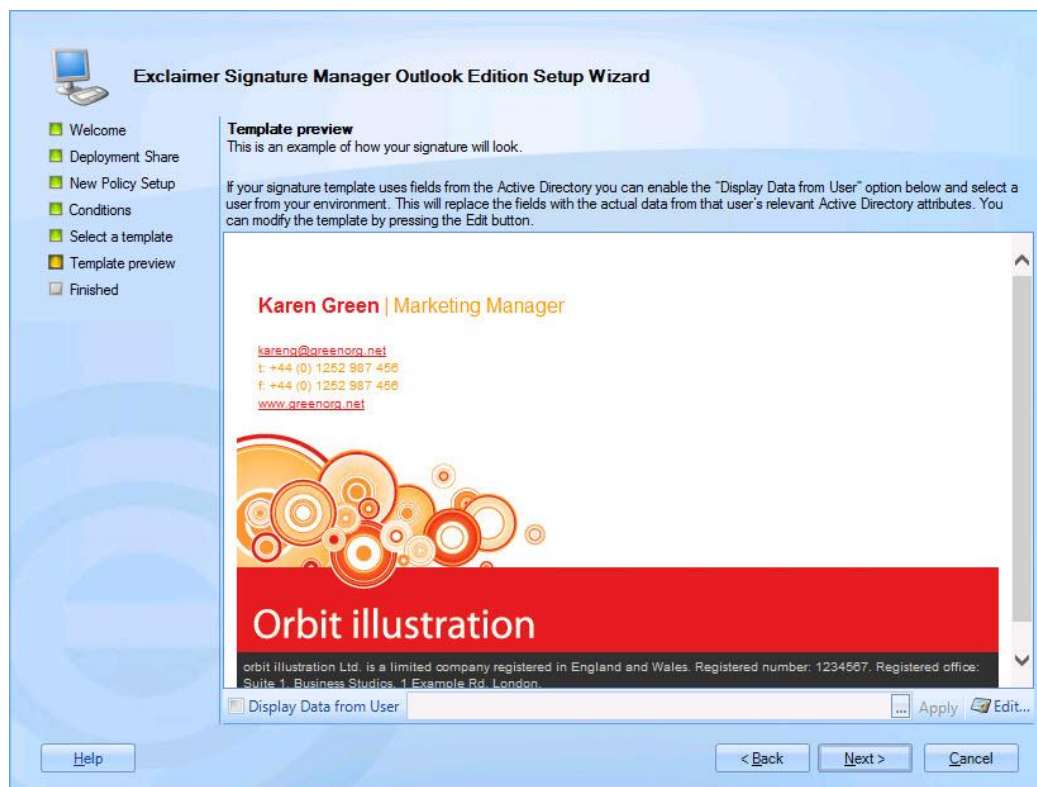 Exclaimer Signature Manager Outlook Edition Setup Wizard
Welcome
Deployment Share
New Policy Setup
Conditions
Select a template
Template preview
Finished
Template preview
This is an example of how your signature will look.
If your signature template uses fields from the Active Directory you can enable the "Display Data from User" option below and select a
user from your environment. This will replace the fields with the actual data from that user's relevant Active Directory attributes. You
can modify the template by pressing the Edit button.
Karen Green | Marketing Manager
kareng@greenorg.net
t: +44 (0) 1252 987 456
f: +44 (0) 1252 987 456
www.greenorg.net
Orbit illustration
orbit illustration Ltd. is a limited company registered in England and Wales. Registered number: 1234567. Registered office:
Suite 1, Business Studios, 1 Example Rd, London.
Display Data from User ... Apply Edit...
Help < Back Next > Cancel